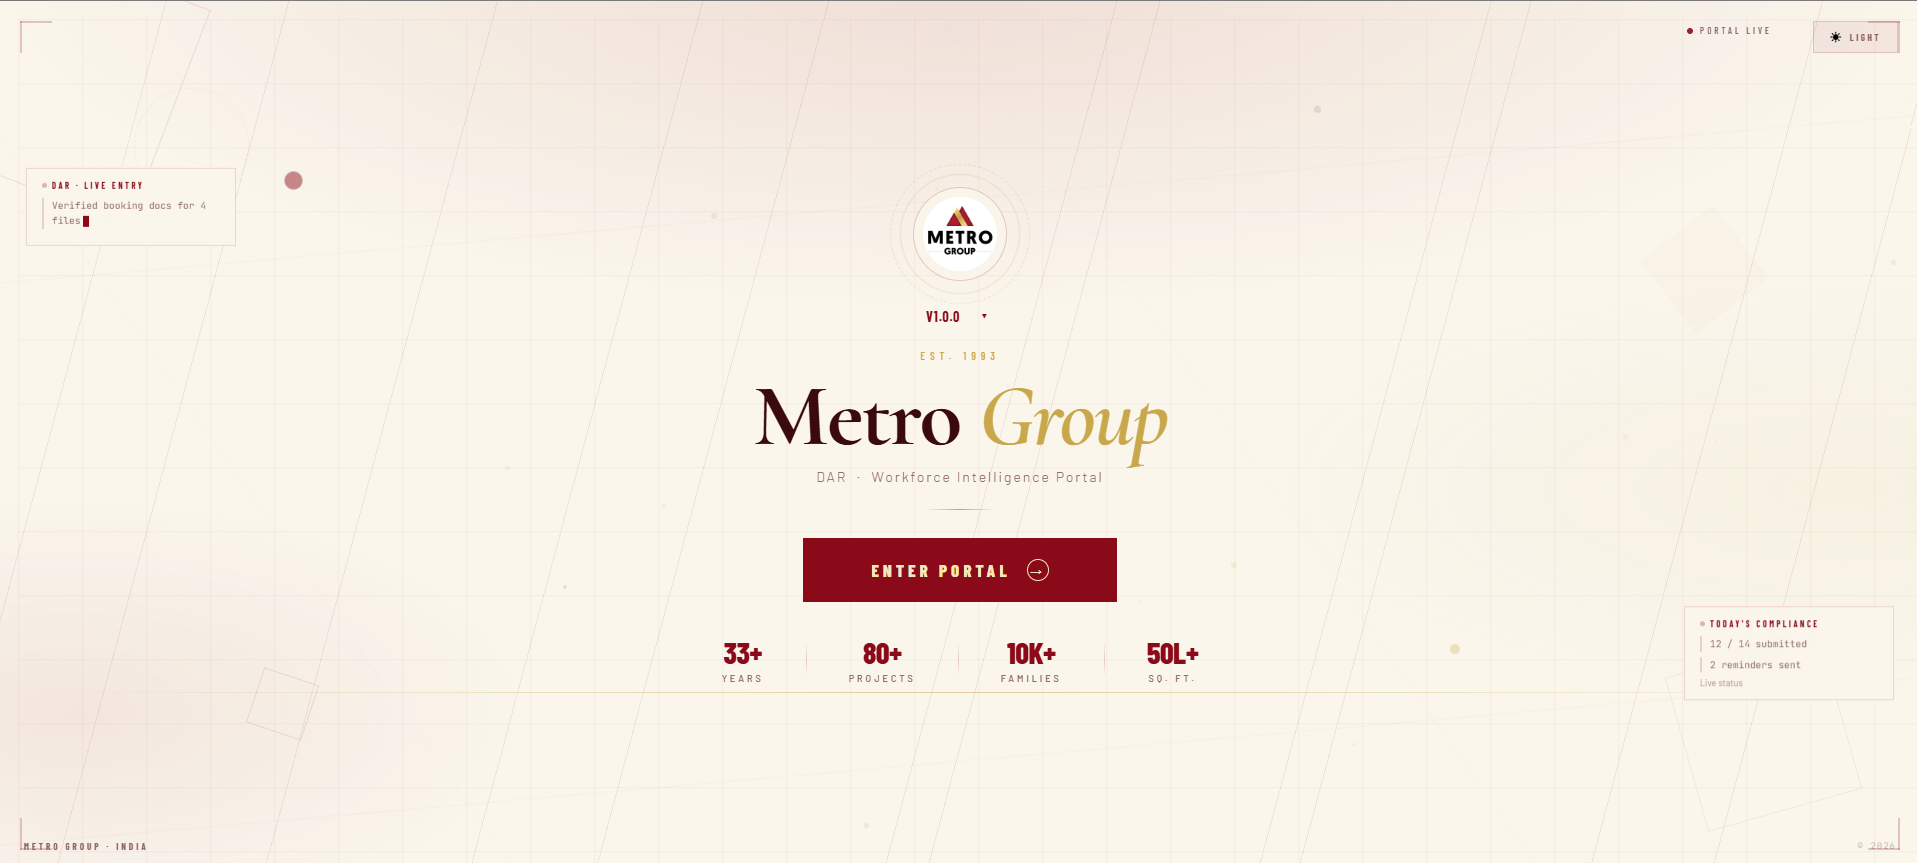 PORTAL LIVE
☀ LIGHT
DAR · LIVE ENTRY
Verified booking docs for 4
files
METRO
GROUP
V1.0.0 ▼
EST. 1993
Metro Group
DAR · Workforce Intelligence Portal
ENTER PORTAL →
33+ 80+ 10K+ 50L+
YEARS PROJECTS FAMILIES SQ. FT.
TODAY'S COMPLIANCE
12 / 14 submitted
2 reminders sent
Live status
METRO GROUP · INDIA
© 2026